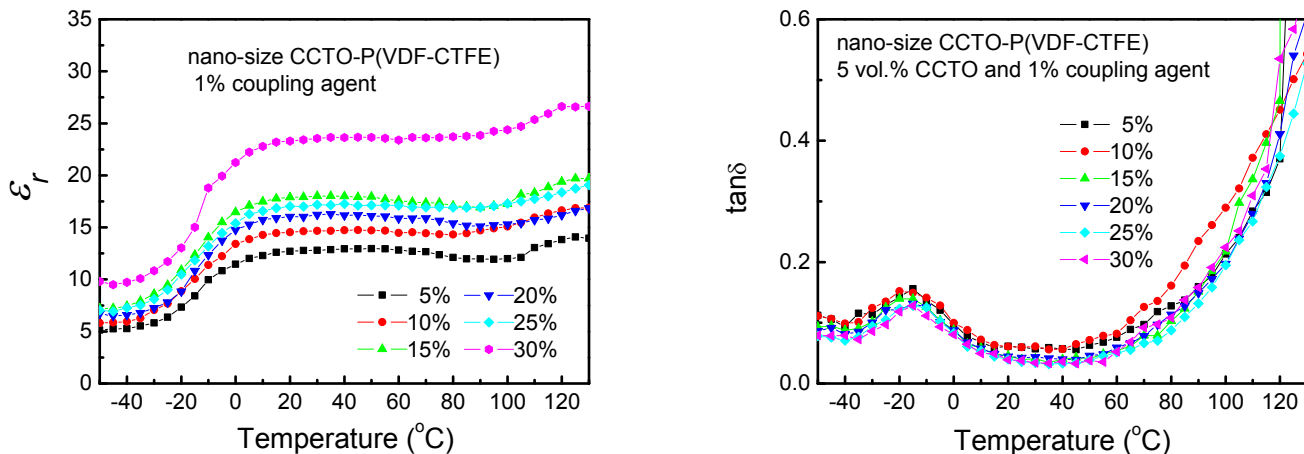 35
30
25
20
15
10
5
0
εr
nano-size CCTO-P(VDF-CTFE)
1% coupling agent
5% 20%
10% 25%
15% 30%
-40 -20 0 20 40 60 80 100 120
Temperature (°C)
0.6
0.4
0.2
0.0
tanδ
nano-size CCTO-P(VDF-CTFE)
5 vol.% CCTO and 1% coupling agent
5%
10%
15%
20%
25%
30%
-40 -20 0 20 40 60 80 100 120
Temperature (°C)